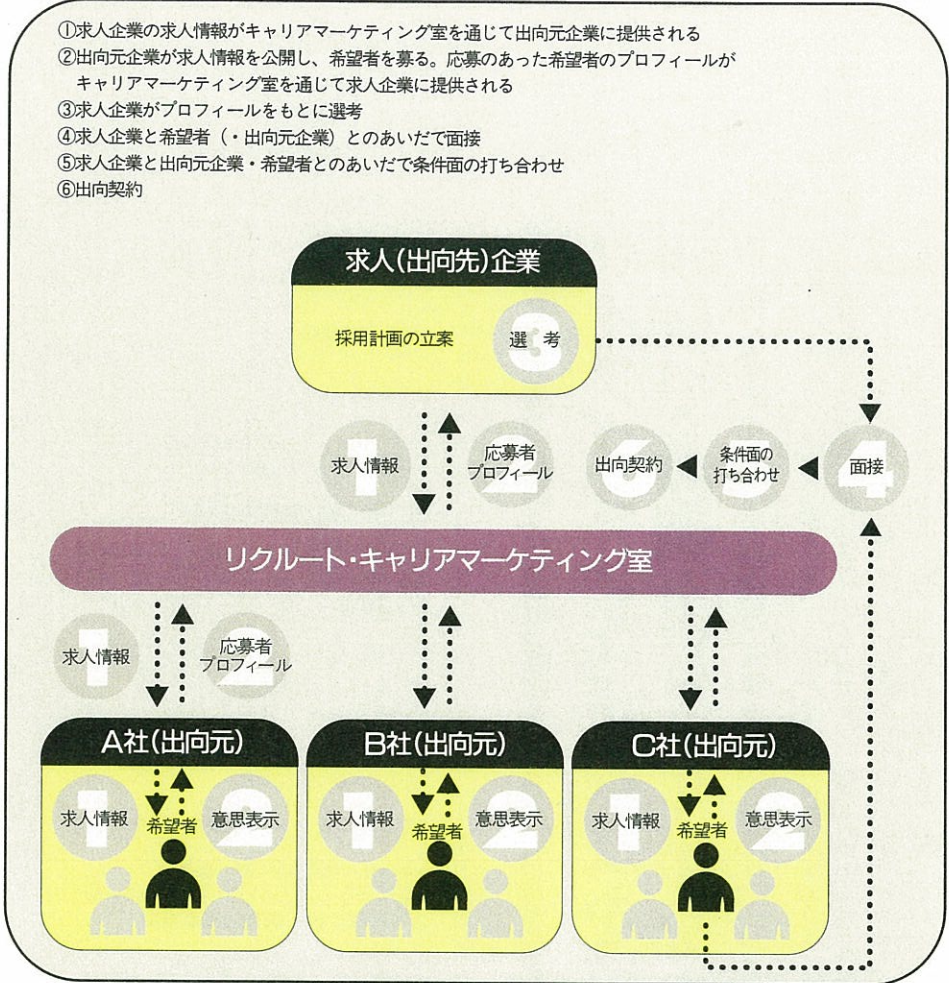 ①求人企業の求人情報がキャリアマーケティング室を通じて出向元企業に提供される
②出向元企業が求人情報を公開し、希望者を募る。応募のあった希望者のプロフィールが
キャリアマーケティング室を通じて求人企業に提供される
③求人企業がプロフィールをもとに選考
④求人企業と希望者（・出向元企業）とのあいだで面接
⑤求人企業と出向元企業・希望者とのあいだで条件面の打ち合わせ
⑥出向契約
求人(出向先)企業
採用計画の立案
3 選考
1 求人情報
2 応募者
プロフィール
6 出向契約
5 条件面の
打ち合わせ
4 面接
リクルート・キャリアマーケティング室
1 求人情報
2 応募者
プロフィール
A社(出向元)
1 求人情報
希望者
2 意思表示
B社(出向元)
1 求人情報
希望者
2 意思表示
C社(出向元)
1 求人情報
希望者
2 意思表示